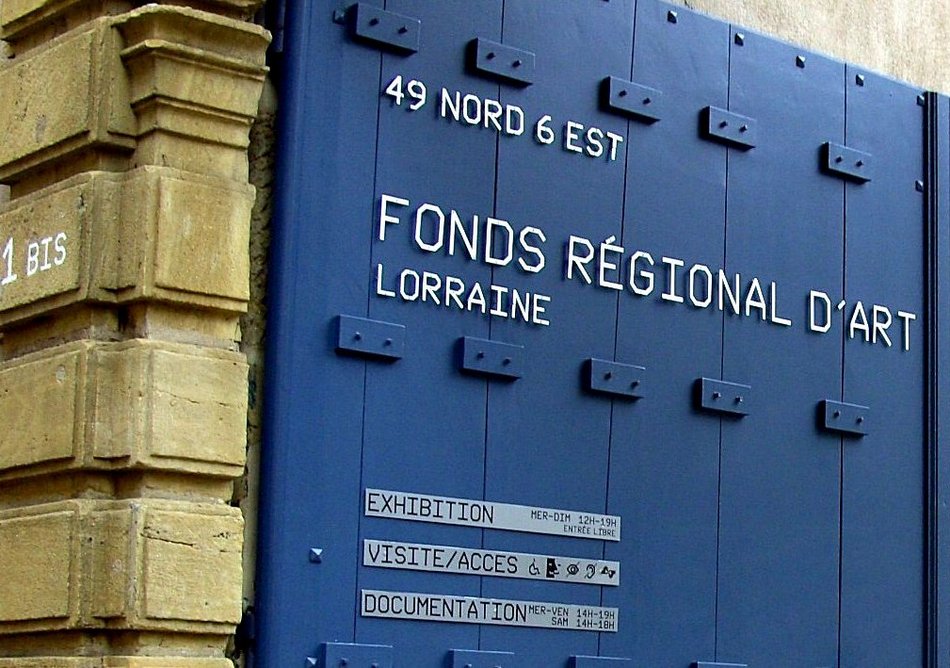 1 BIS
49 NORD 6 EST
FONDS RÉGIONAL D'ART
LORRAINE
EXHIBITION MER-DIM 12H-19H
ENTRÉE LIBRE
VISITE/ACCES
DOCUMENTATION MER-VEN 14H-19H
SAM 14H-18H